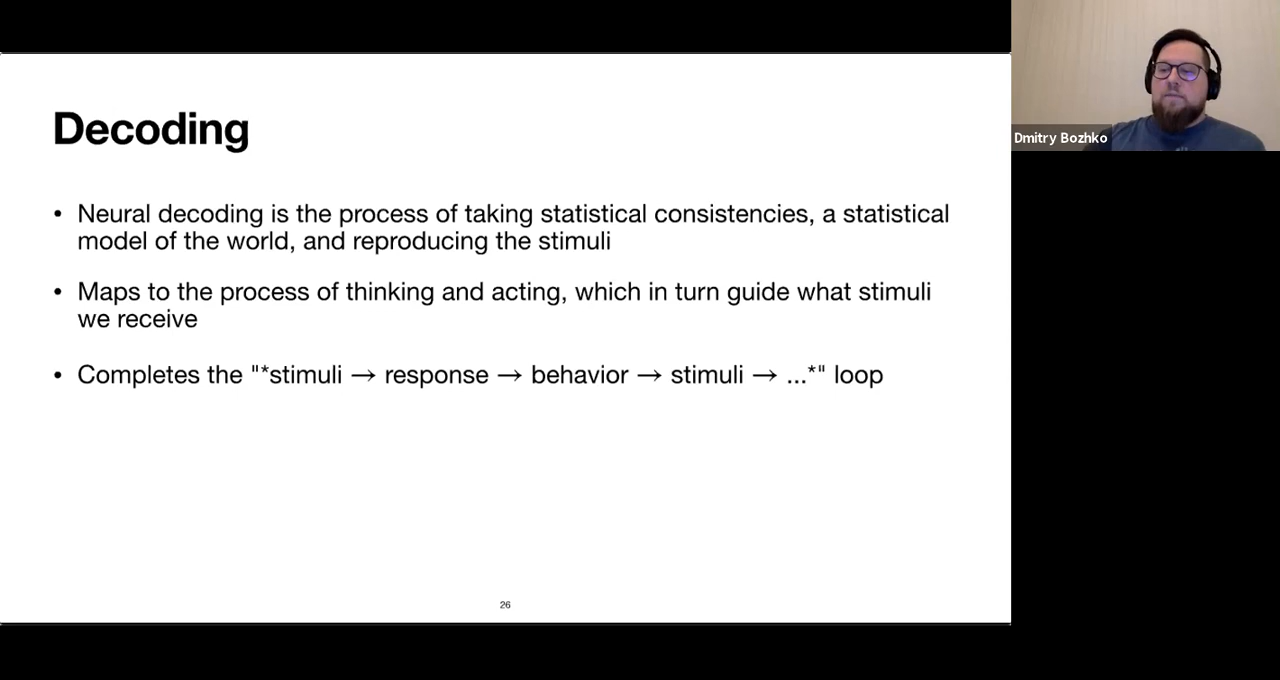 Decoding
• Neural decoding is the process of taking statistical consistencies, a statistical
model of the world, and reproducing the stimuli
• Maps to the process of thinking and acting, which in turn guide what stimuli
we receive
• Completes the "*stimuli → response → behavior → stimuli → ...*" loop
26
Dmitry Bozhko